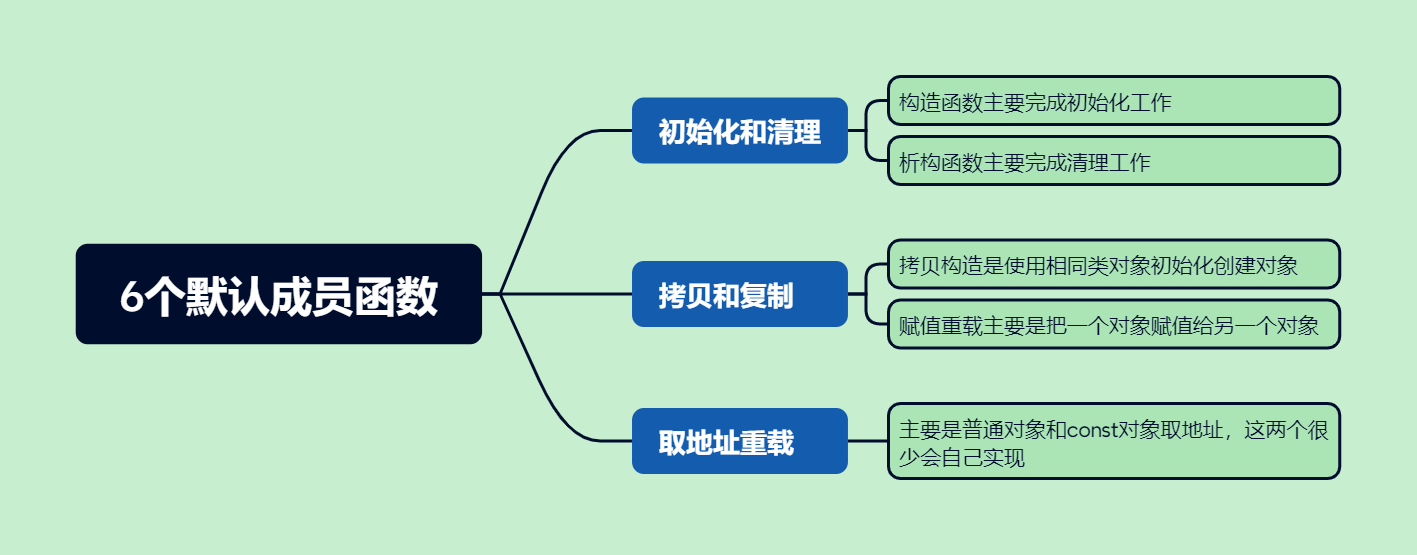 6个默认成员函数
初始化和清理
构造函数主要完成初始化工作
析构函数主要完成清理工作
拷贝和复制
拷贝构造是使用相同类对象初始化创建对象
赋值重载主要是把一个对象赋值给另一个对象
取地址重载
主要是普通对象和const对象取地址，这两个很
少会自己实现